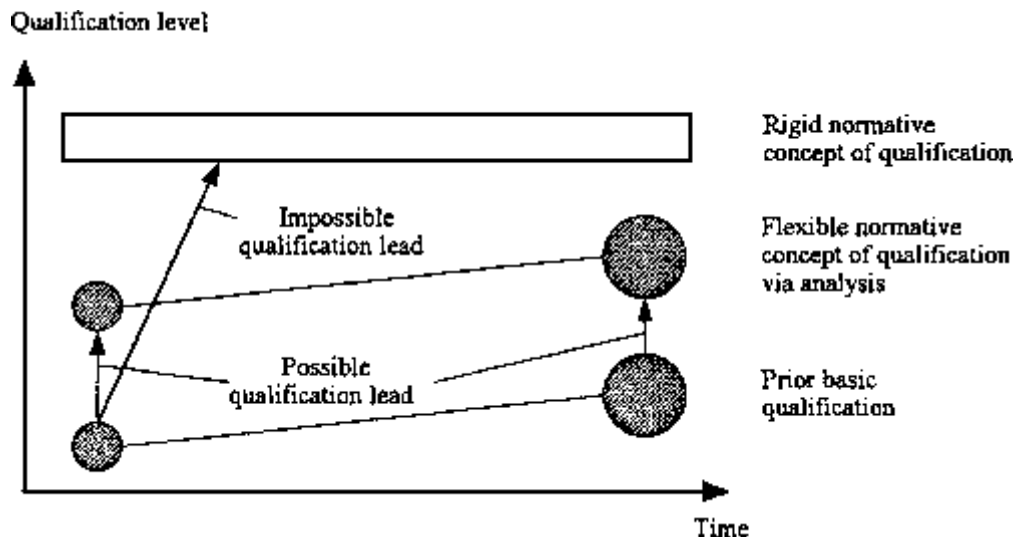 Qualification level
Rigid normative
concept of qualification
Impossible
qualification lead
Flexible normative
concept of qualification
via analysis
Possible
qualification lead
Prior basic
qualification
Time